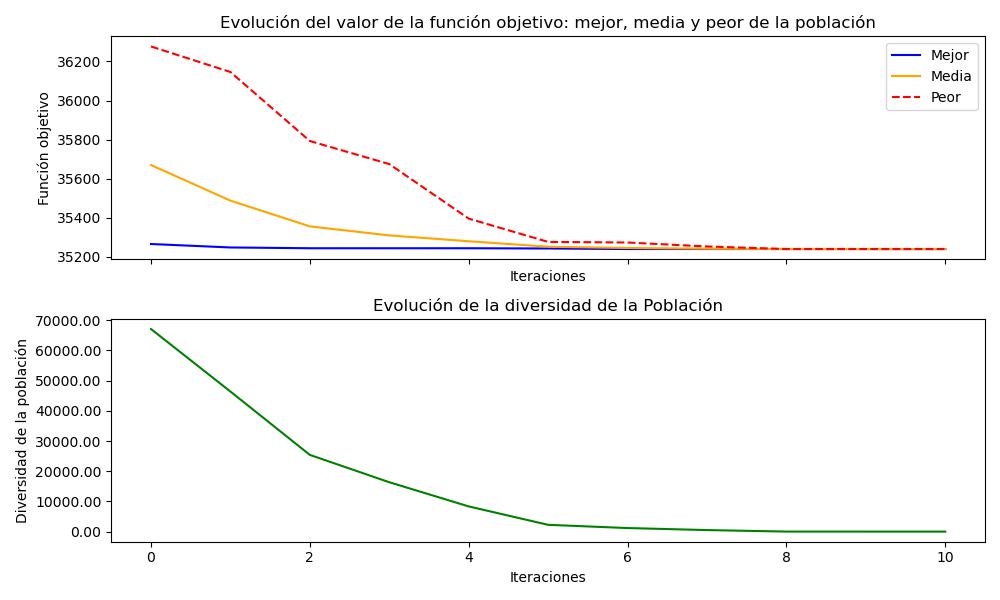 Evolución del valor de la función objetivo: mejor, media y peor de la población
Función objetivo
36200
36000
35800
35600
35400
35200
Mejor
Media
Peor
Iteraciones
Evolución de la diversidad de la Población
Diversidad de la población
70000.00
60000.00
50000.00
40000.00
30000.00
20000.00
10000.00
0.00
0 2 4 6 8 10
Iteraciones